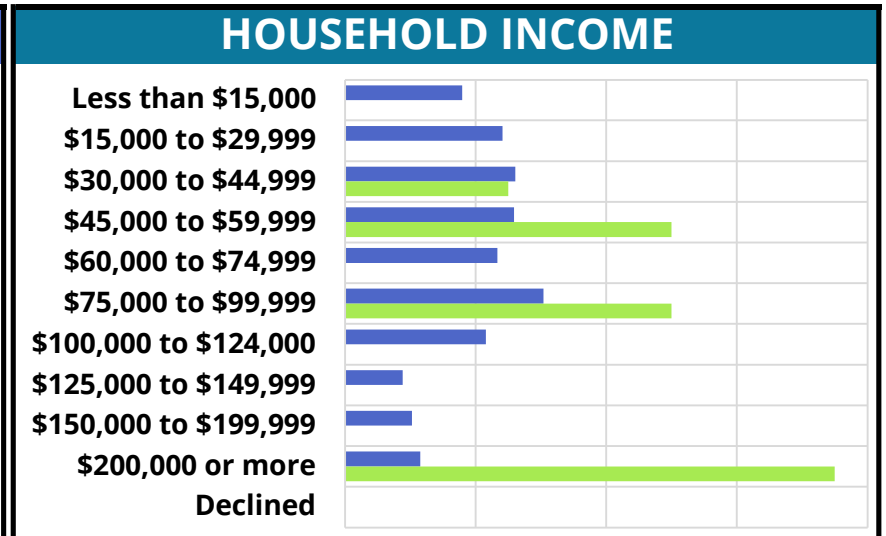 HOUSEHOLD INCOME
Less than $15,000
$15,000 to $29,999
$30,000 to $44,999
$45,000 to $59,999
$60,000 to $74,999
$75,000 to $99,999
$100,000 to $124,000
$125,000 to $149,999
$150,000 to $199,999
$200,000 or more
Declined